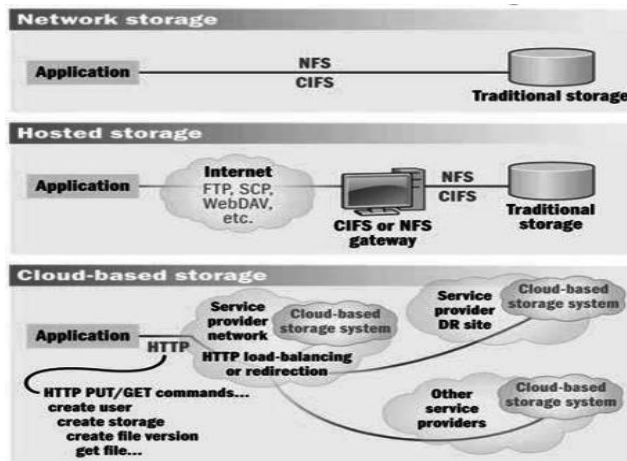 Network storage
Application
NFS
CIFS
Traditional storage
Hosted storage
Application
Internet
FTP, SCP,
WebDAV,
etc.
CIFS or NFS
gateway
NFS
CIFS
Traditional
storage
Cloud-based storage
Application
HTTP
HTTP PUT/GET commands...
create user
create storage
create file version
get file...
Service
provider
network
Cloud-based
storage system
HTTP load-balancing
or redirection
Service
provider
DR site
Cloud-based
storage system
Other
service
providers
Cloud-based
storage system